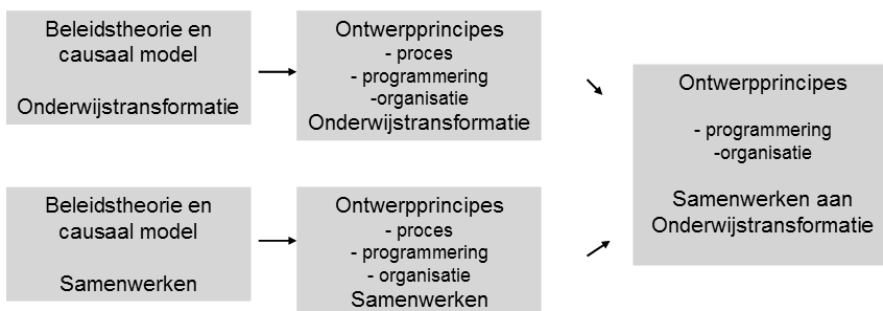 Beleidstheorie en
causaal model
Onderwijstransformatie
Ontwerpprincipes
- proces
- programmering
-organisatie
Onderwijstransformatie
Beleidstheorie en
causaal model
Samenwerken
Ontwerpprincipes
- proces
- programmering
- organisatie
Samenwerken
Ontwerpprincipes
- programmering
-organisatie
Samenwerken aan
Onderwijstransformatie